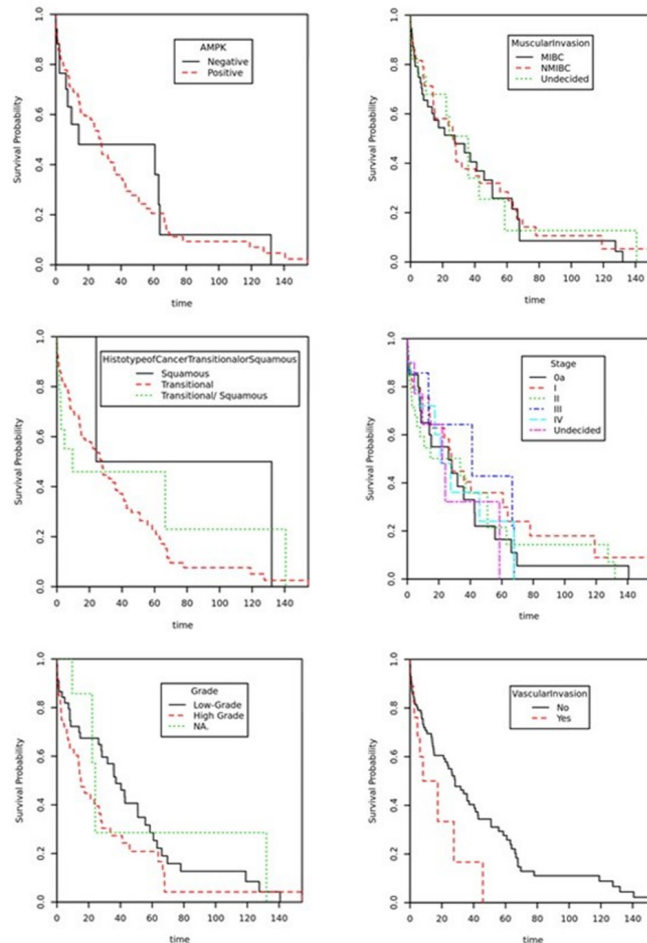 AMPK
Negative
Positive
Survival Probability
0.0 0.2 0.4 0.6 0.8 1.0
0 20 40 60 80 100 120 140
time
MuscularInvasion
MIBC
NMIBC
Undecided
Survival Probability
0.0 0.2 0.4 0.6 0.8 1.0
0 20 40 60 80 100 120 140
time
HistotypeofCancerTransitionalorSquamous
Squamous
Transitional
Transitional/ Squamous
Survival Probability
0.0 0.2 0.4 0.6 0.8 1.0
0 20 40 60 80 100 120 140
time
Stage
0a
I
II
III
IV
Undecided
Survival Probability
0.0 0.2 0.4 0.6 0.8 1.0
0 20 40 60 80 100 120 140
time
Grade
Low-Grade
High Grade
NA.
Survival Probability
0.0 0.2 0.4 0.6 0.8 1.0
0 20 40 60 80 100 120 140
time
VascularInvasion
No
Yes
Survival Probability
0.0 0.2 0.4 0.6 0.8 1.0
0 20 40 60 80 100 120 140
time